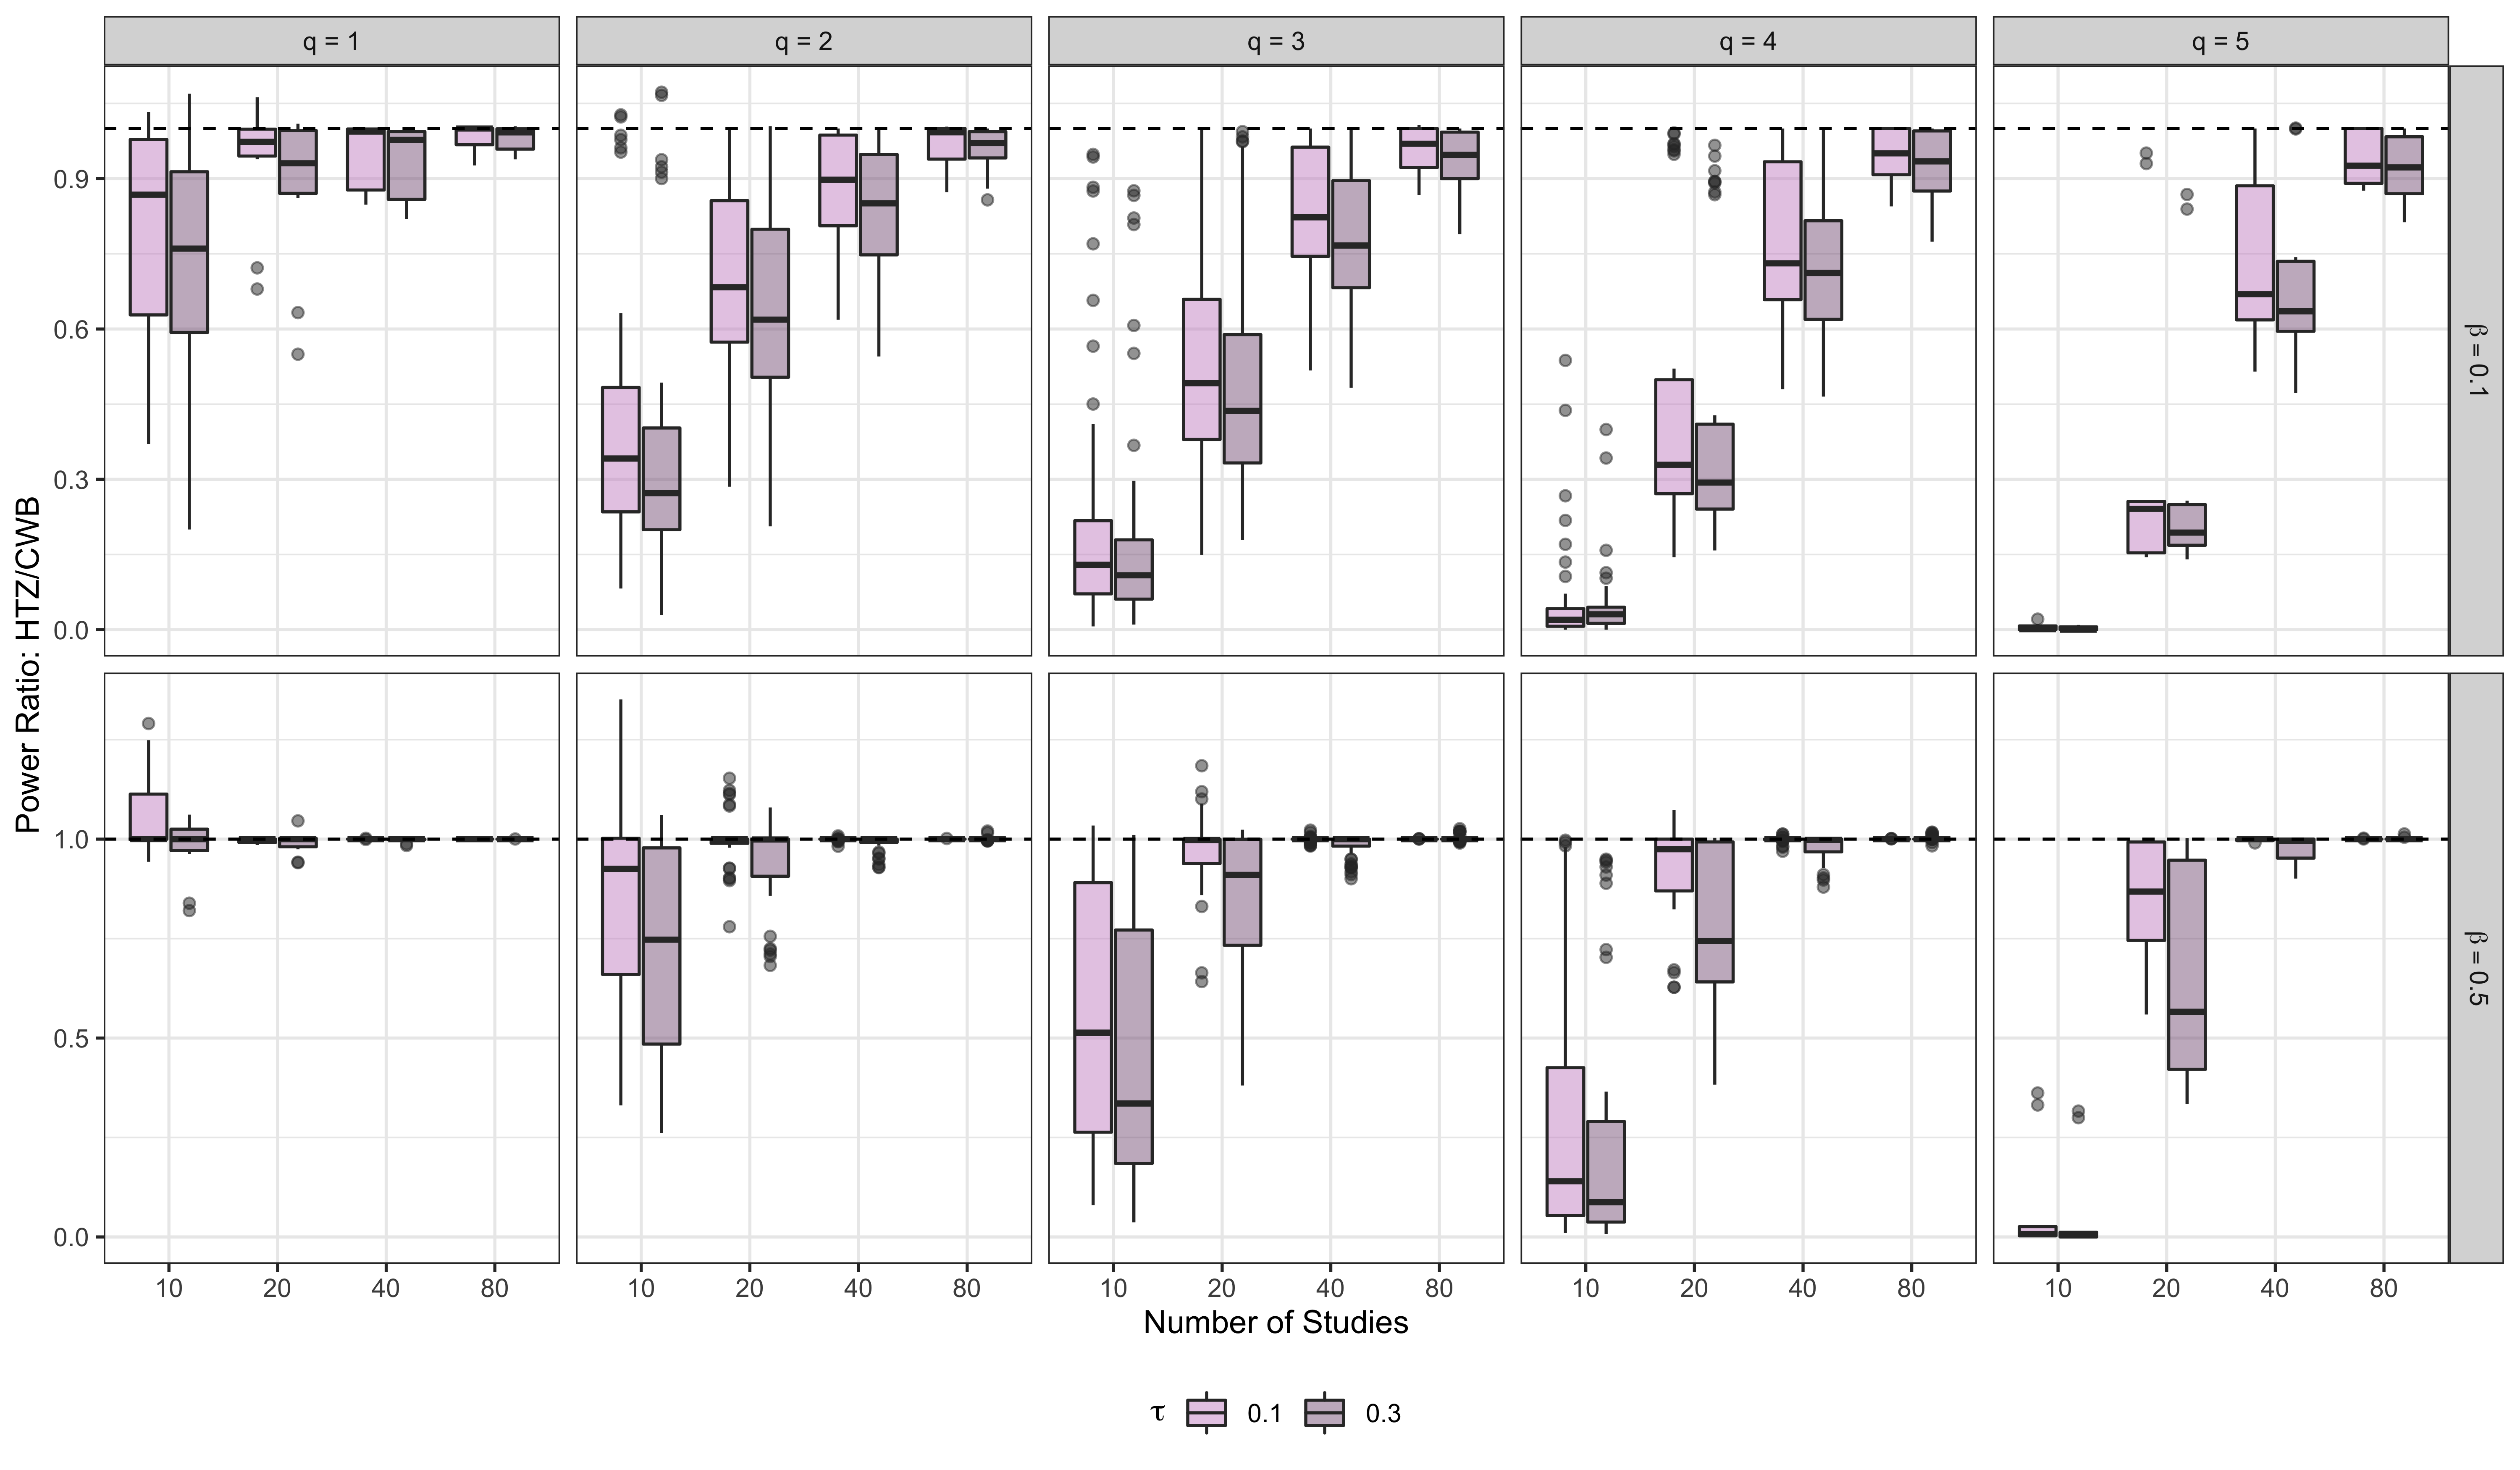 q = 1 q = 2 q = 3 q = 4 q = 5
0.9
0.6
0.3
0.0
β = 0.1
1.0
0.5
0.0
β = 0.5
Power Ratio: HTZ/CWB
10 20 40 80 10 20 40 80 10 20 40 80 10 20 40 80 10 20 40 80
Number of Studies
τ 0.1 0.3